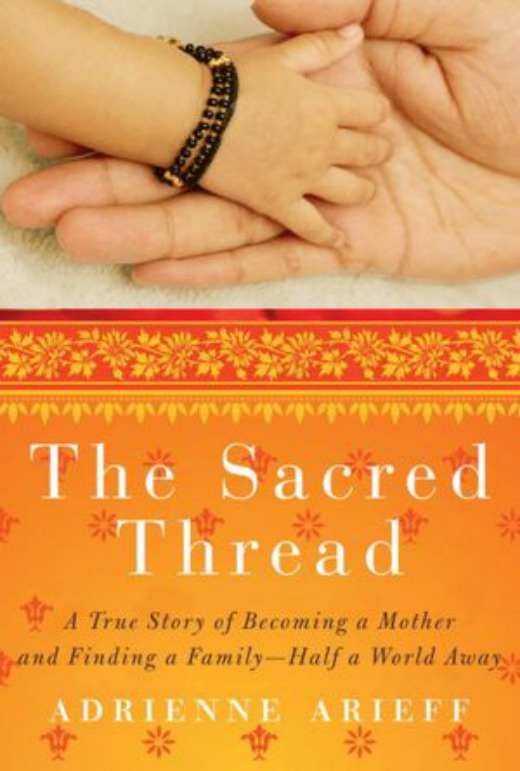 The Sacred
Thread
A True Story of Becoming a Mother
and Finding a Family—Half a World Away
ADRIENNE ARIEFF